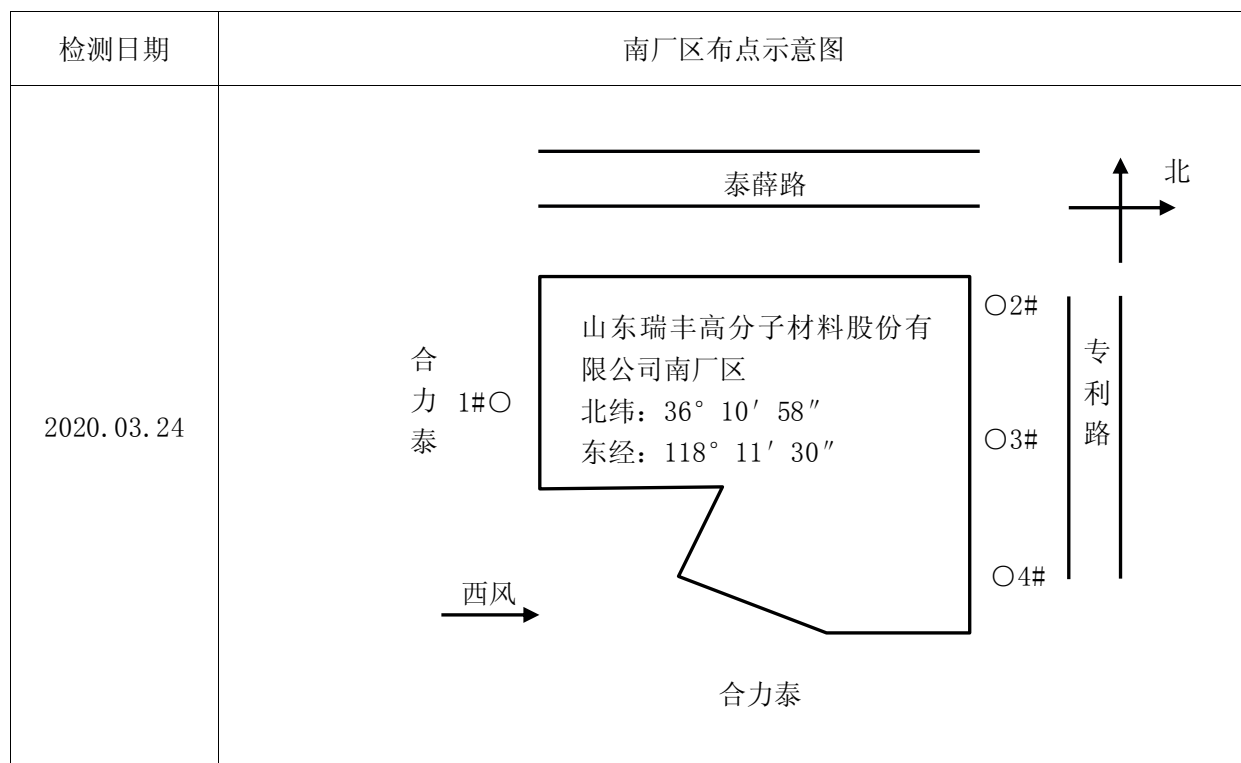 检测日期
南厂区布点示意图
2020.03.24
泰薛路
北
山东瑞丰高分子材料股份有
限公司南厂区
北纬：36° 10′ 58″
东经：118° 11′ 30″
合力泰
1#○
○2#
○3#
○4#
专利路
西风
合力泰